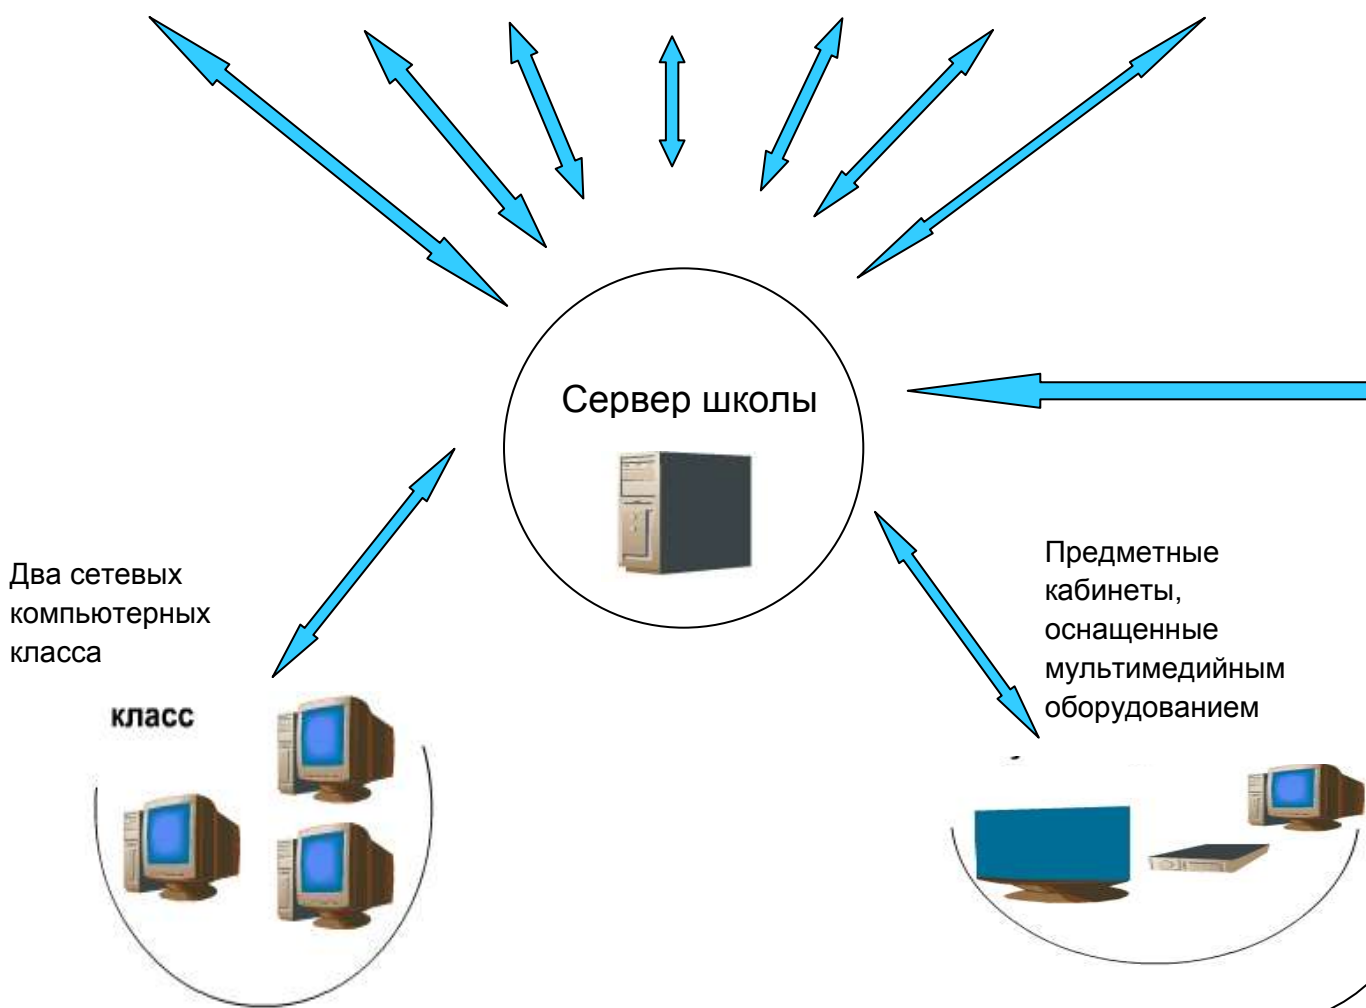 Сервер школы
Два сетевых
компьютерных
класса
класс
Предметные
кабинеты,
оснащенные
мультимедийным
оборудованием